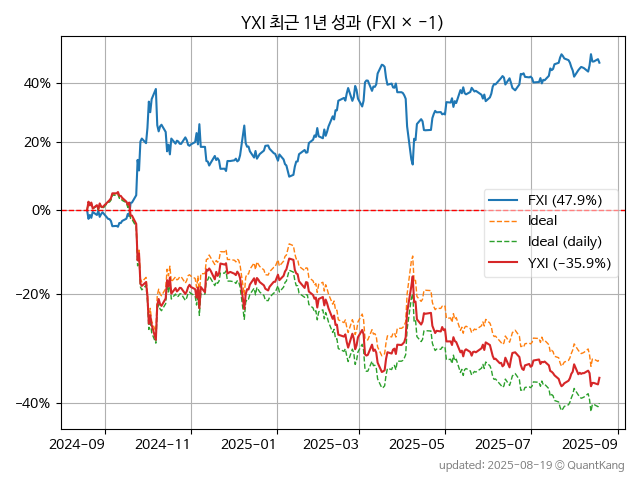 YXI 최근 1년 성과 (FXI × -1)
40%
20%
0%
−20%
−40%
FXI (47.9%)
Ideal
Ideal (daily)
YXI (−35.9%)
2024-09 2024-11 2025-01 2025-03 2025-05 2025-07 2025-09
updated: 2025-08-19 © QuantKang